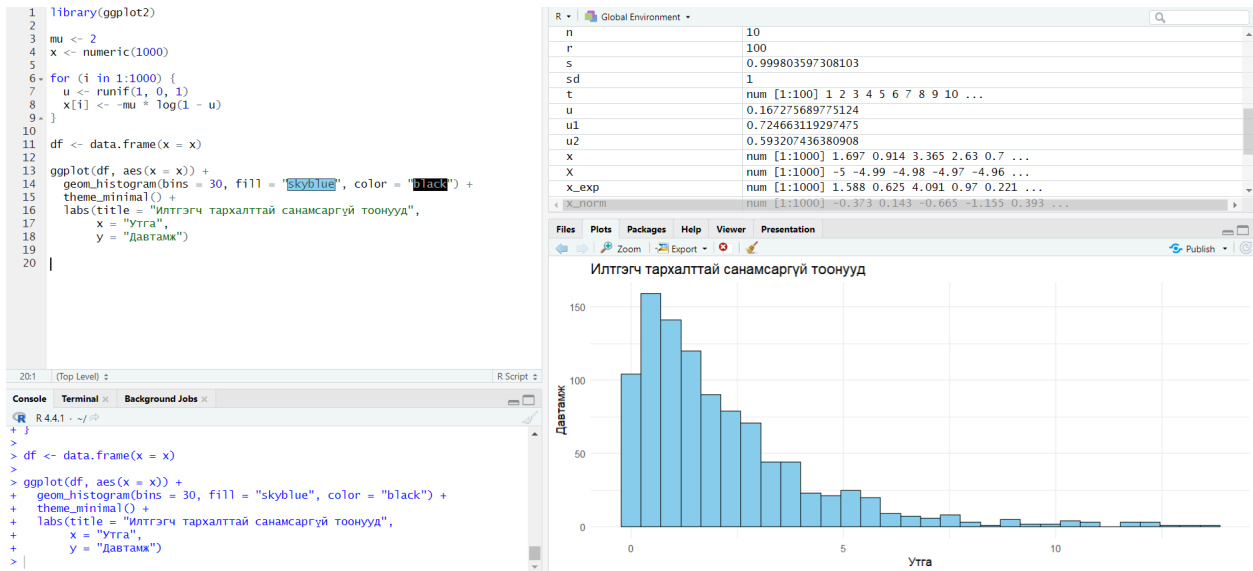 1 library(ggplot2)
2
3 mu <- 2
4 x <- numeric(1000)
5
6 for (i in 1:1000) {
7 u <- runif(1, 0, 1)
8 x[i] <- -mu * log(1 - u)
9 }
10
11 df <- data.frame(x = x)
12
13 ggplot(df, aes(x = x)) +
14 geom_histogram(bins = 30, fill = "skyblue", color = "black") +
15 theme_minimal() +
16 labs(title = "Илтгэгч тархалттай санамсаргүй тоонууд",
17 x = "Утга",
18 y = "Давтамж")
19
20
20:1 (Top Level) R Script
Console Terminal Background Jobs
R 4.4.1 · ~/
+ }
>
> df <- data.frame(x = x)
>
> ggplot(df, aes(x = x)) +
+ geom_histogram(bins = 30, fill = "skyblue", color = "black") +
+ theme_minimal() +
+ labs(title = "Илтгэгч тархалттай санамсаргүй тоонууд",
+ x = "Утга",
+ y = "Давтамж")
>
R Global Environment
n 10
r 100
s 0.999803597308103
sd 1
t num [1:100] 1 2 3 4 5 6 7 8 9 10 ...
u 0.167275689775124
u1 0.724663119297475
u2 0.593207436380908
x num [1:1000] 1.697 0.914 3.365 2.63 0.7 ...
X num [1:1000] -5 -4.99 -4.98 -4.97 -4.96 ...
x_exp num [1:1000] 1.588 0.625 4.091 0.97 0.221 ...
x_norm num [1:1000] -0.373 0.143 -0.665 -1.155 0.393 ...
Files Plots Packages Help Viewer Presentation
Zoom Export Publish
Илтгэгч тархалттай санамсаргүй тоонууд
150
100
50
0
Давтамж
0 5 10
Утга